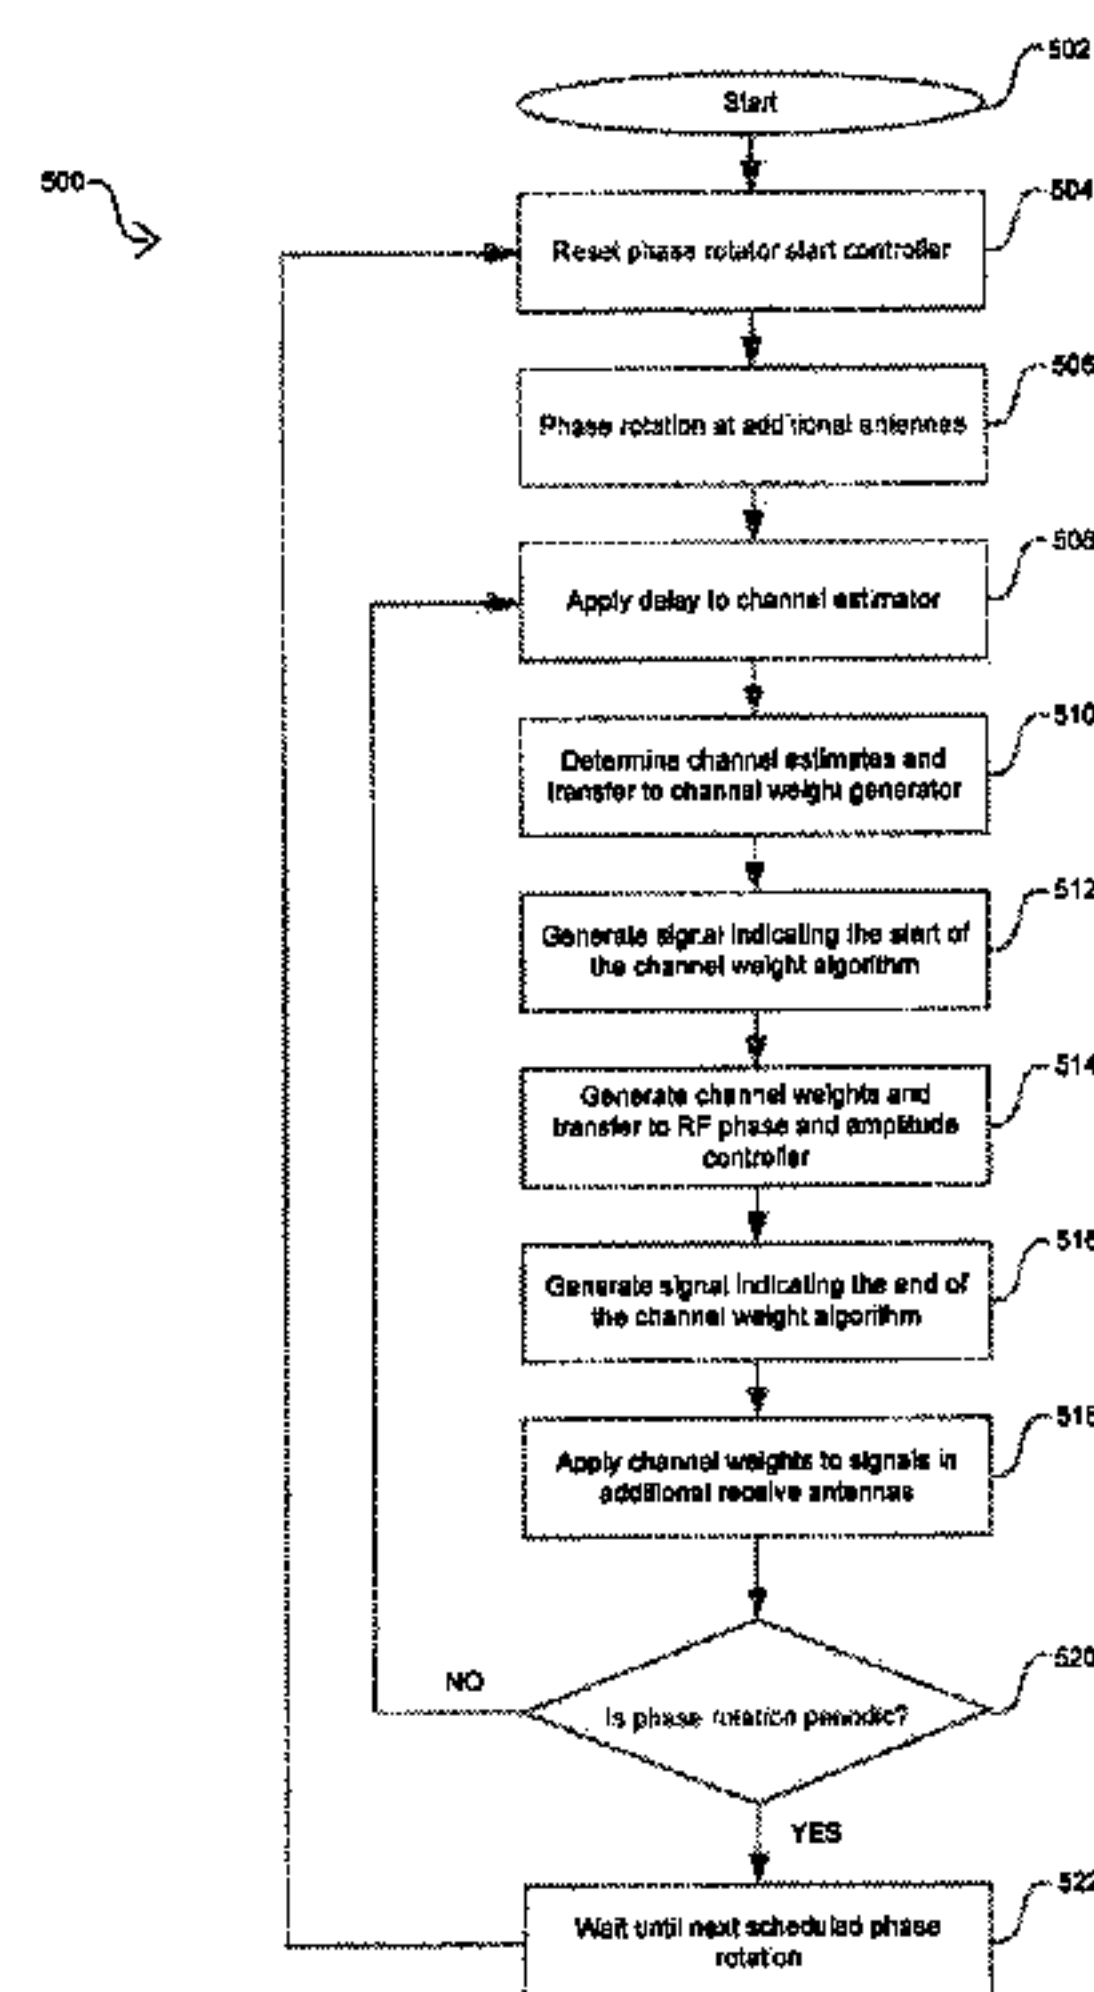 502
Start
500
504
Reset phase rotator start controller
506
Phase rotation at additional antennas
508
Apply delay to channel estimator
510
Determine channel estimates and
transfer to channel weight generator
512
Generate signal indicating the start of
the channel weight algorithm
514
Generate channel weights and
transfer to RF phase and amplitude
controller
516
Generate signal indicating the end of
the channel weight algorithm
518
Apply channel weights to signals in
additional receive antennas
520
NO
Is phase rotation periodic?
YES
522
Wait until next scheduled phase
rotation